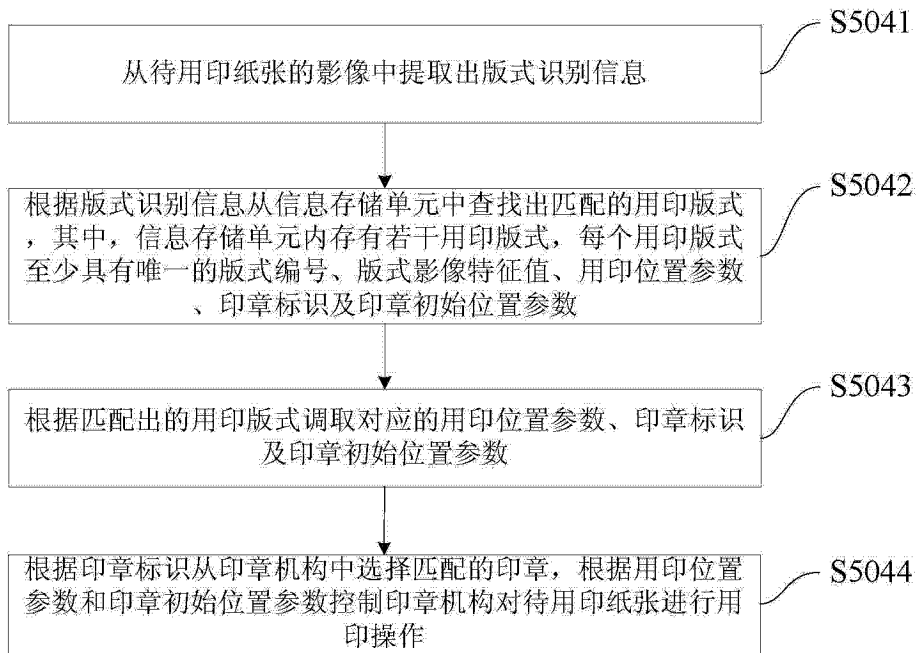 S5041
从待用印纸张的影像中提取出版式识别信息
S5042
根据版式识别信息从信息存储单元中查找出匹配的用印版式
，其中，信息存储单元内存有若干用印版式，每个用印版式
至少具有唯一的版式编号、版式影像特征值、用印位置参数
、印章标识及印章初始位置参数
S5043
根据匹配出的用印版式调取对应的用印位置参数、印章标识
及印章初始位置参数
S5044
根据印章标识从印章机构中选择匹配的印章，根据用印位置
参数和印章初始位置参数控制印章机构对待用印纸张进行用
印操作